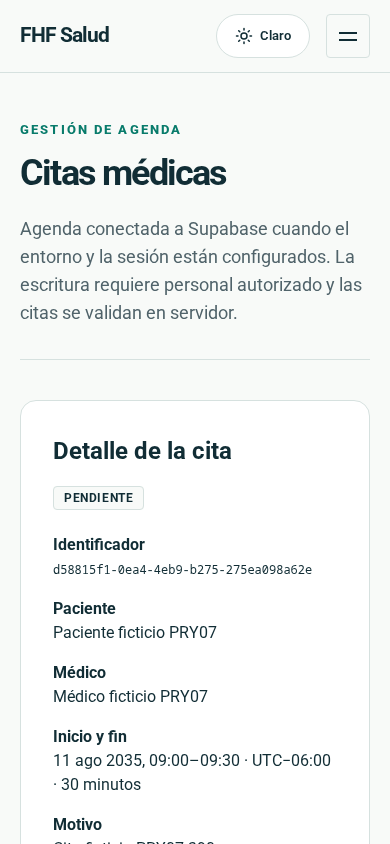 FHF Salud
Claro
GESTIÓN DE AGENDA
Citas médicas
Agenda conectada a Supabase cuando el
entorno y la sesión están configurados. La
escritura requiere personal autorizado y las
citas se validan en servidor.
Detalle de la cita
PENDIENTE
Identificador
d58815f1-0ea4-4eb9-b275-275ea098a62e
Paciente
Paciente ficticio PRY07
Médico
Médico ficticio PRY07
Inicio y fin
11 ago 2035, 09:00–09:30 · UTC−06:00
· 30 minutos
Motivo